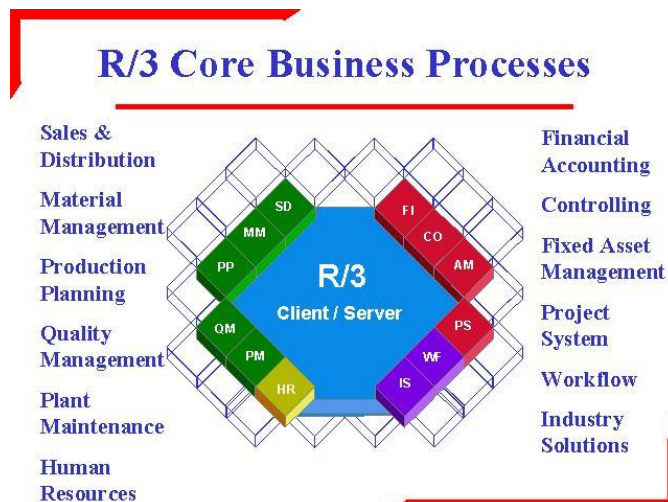 R/3 Core Business Processes
Sales &
Distribution
Material
Management
Production
Planning
Quality
Management
Plant
Maintenance
Human
Resources
SD
MM
PP
QM
PM
HR
R/3
Client / Server
FI
CO
AM
PS
WF
IS
Financial
Accounting
Controlling
Fixed Asset
Management
Project
System
Workflow
Industry
Solutions